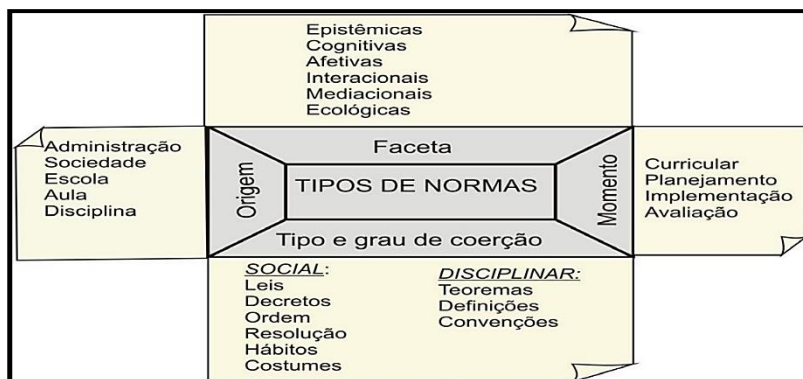 Epistêmicas
Cognitivas
Afetivas
Interacionais
Mediacionais
Ecológicas
Administração
Sociedade
Escola
Aula
Disciplina
Faceta
Origem
TIPOS DE NORMAS
Momento
Tipo e grau de coerção
Curricular
Planejamento
Implementação
Avaliação
SOCIAL:
Leis
Decretos
Ordem
Resolução
Hábitos
Costumes
DISCIPLINAR:
Teoremas
Definições
Convenções